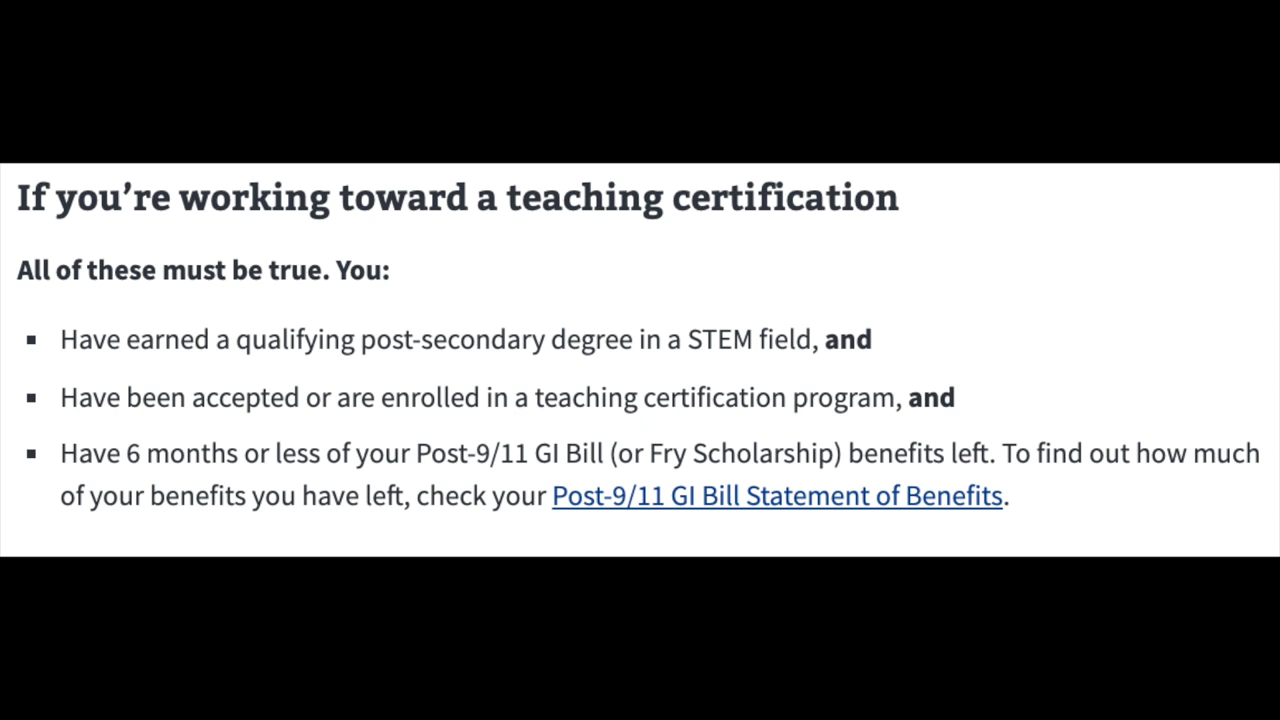 If you’re working toward a teaching certification
All of these must be true. You:
▪ Have earned a qualifying post-secondary degree in a STEM field, and
▪ Have been accepted or are enrolled in a teaching certification program, and
▪ Have 6 months or less of your Post-9/11 GI Bill (or Fry Scholarship) benefits left. To find out how much
of your benefits you have left, check your Post-9/11 GI Bill Statement of Benefits.